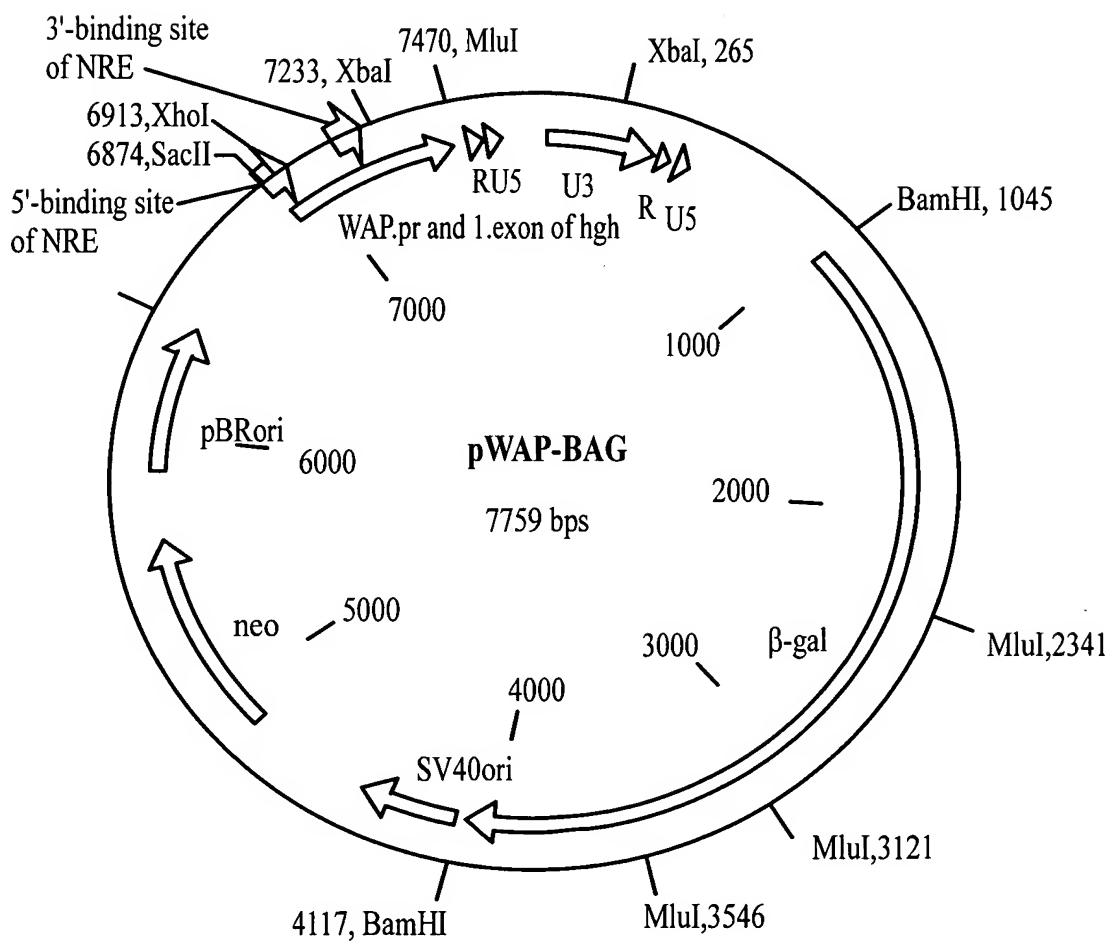 3'-binding site
of NRE
7470, MluI
XbaI, 265
7233, XbaI
6913,XhoI
6874,SacII
5'-binding site
of NRE
RU5
U3
R
U5
WAP.pr and 1.exon of hgh
BamHI, 1045
7000
1000
pBRori
6000
pWAP-BAG
7759 bps
2000
neo
5000
3000
β-gal
MluI,2341
4000
SV40ori
MluI,3121
4117, BamHI
MluI,3546